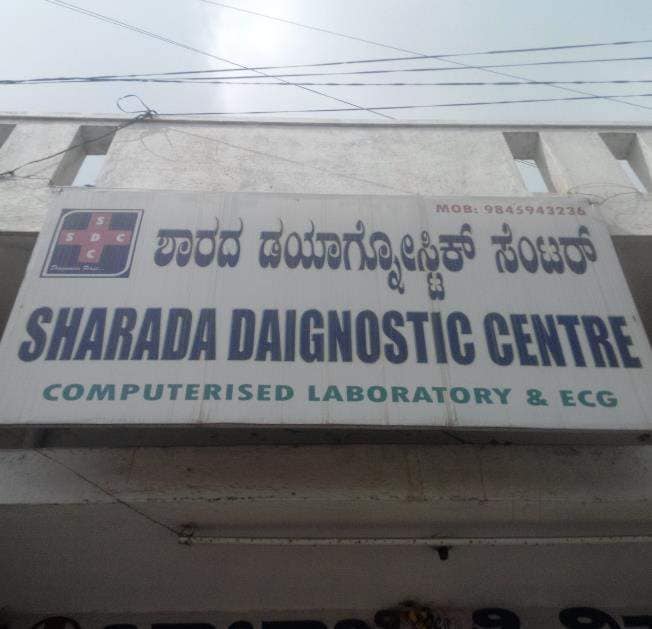 MOB: 9845943236
S
S D C
C
ಶಾರದ ಡಯಾಗ್ನೋಸ್ಟಿಕ್ ಸೆಂಟರ್
SHARADA DAIGNOSTIC CENTRE
COMPUTERISED LABORATORY & ECG